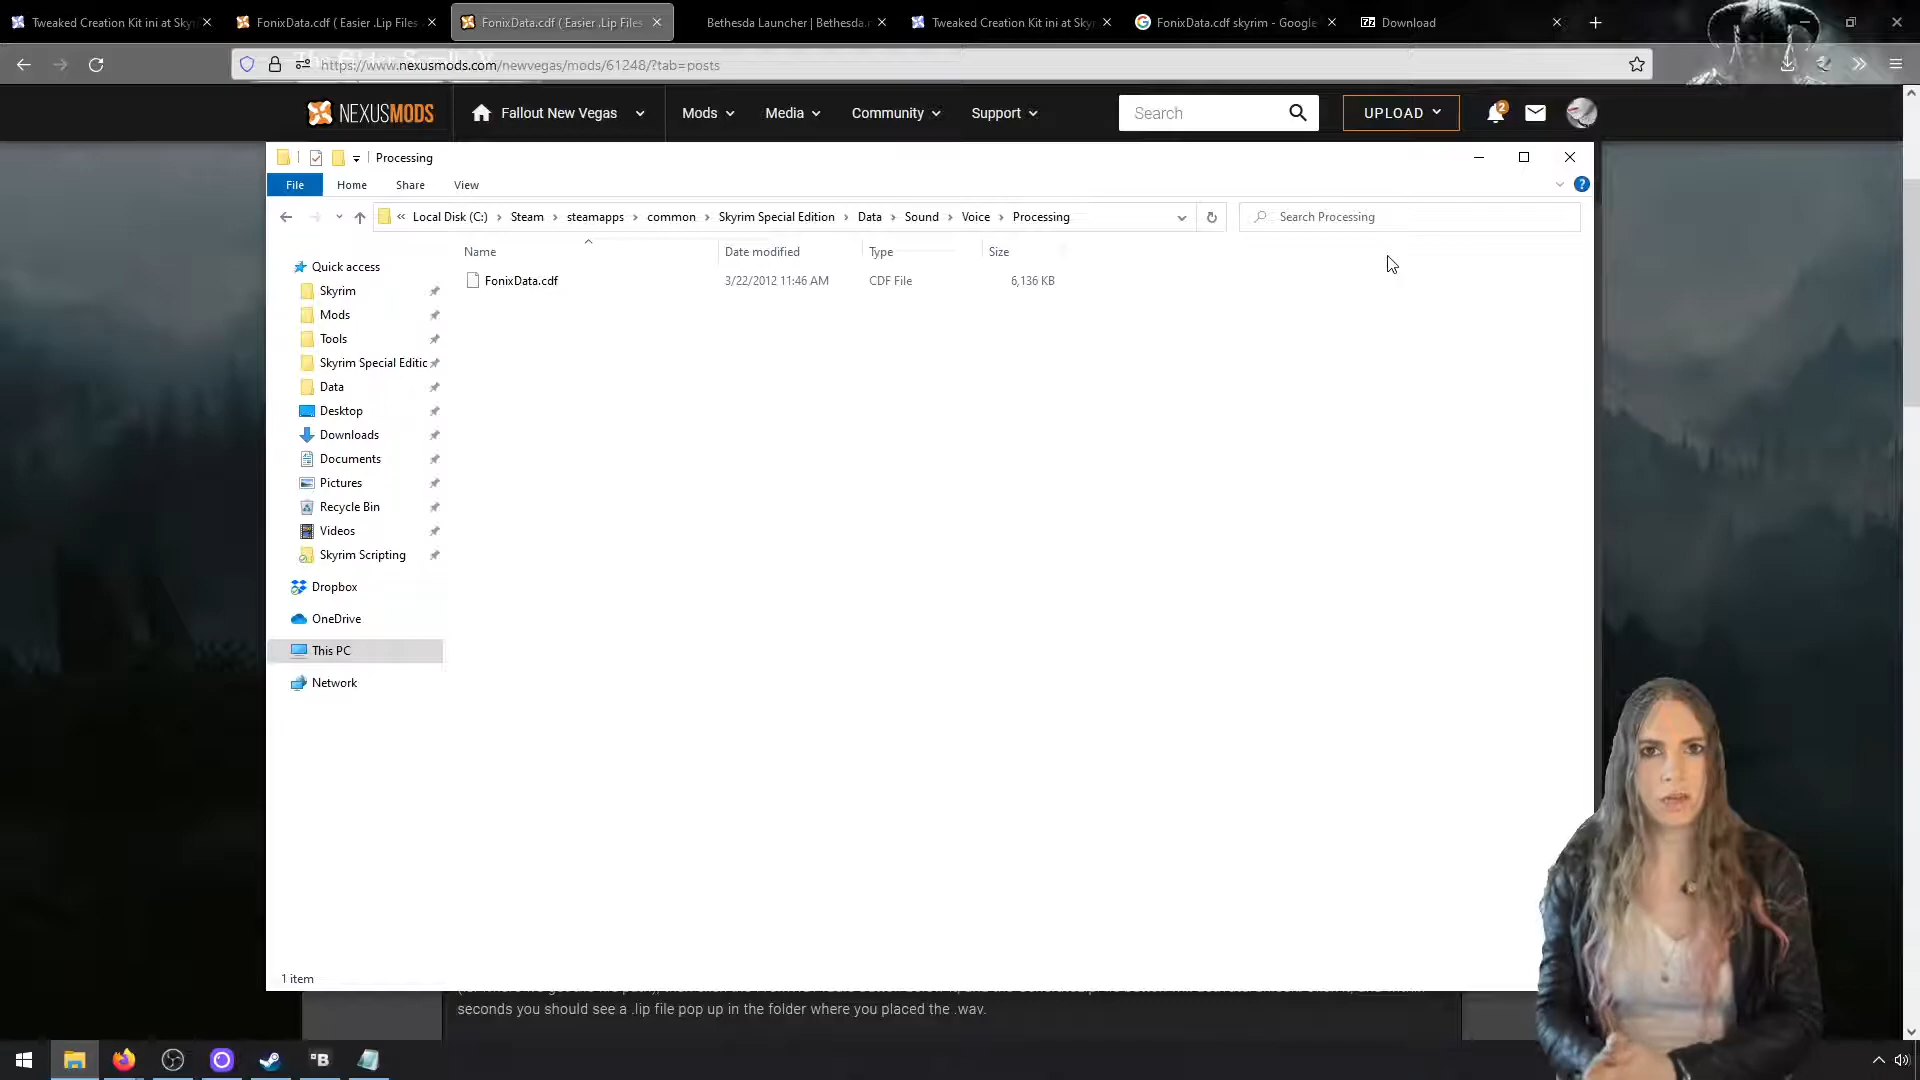 Tweaked Creation Kit ini at Sky
FonixData.cdf ( Easier .Lip Files
FonixData.cdf ( Easier .Lip Files
Bethesda Launcher | Bethesda.n
Tweaked Creation Kit ini at Sky
FonixData.cdf skyrim - Google
7z Download
https://www.nexusmods.com/newvegas/mods/61248/?tab=posts
NEXUSMODS
Fallout New Vegas
Mods
Media
Community
Support
Search
UPLOAD
2
Processing
File
Home
Share
View
« Local Disk (C:) > Steam > steamapps > common > Skyrim Special Edition > Data > Sound > Voice > Processing
Search Processing
Name
Date modified
Type
Size
FonixData.cdf
3/22/2012 11:46 AM
CDF File
6,136 KB
Quick access
Skyrim
Mods
Tools
Skyrim Special Editic
Data
Desktop
Downloads
Documents
Pictures
Recycle Bin
Videos
Skyrim Scripting
Dropbox
OneDrive
This PC
Network
1 item
seconds you should see a .lip file pop up in the folder where you placed the .wav.